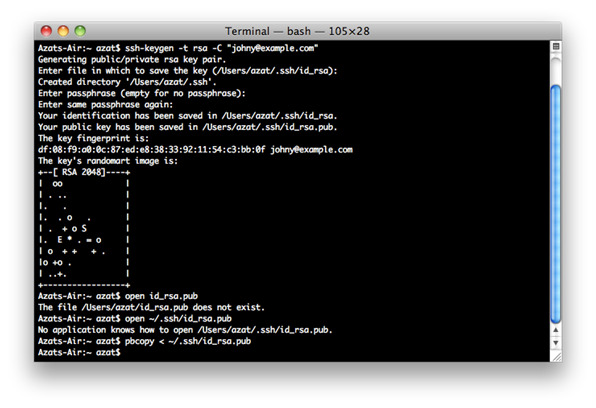 Terminal — bash — 105×28
Azats-Air:~ azat$ ssh-keygen -t rsa -C "johny@example.com"
Generating public/private rsa key pair.
Enter file in which to save the key (/Users/azat/.ssh/id_rsa):
Created directory '/Users/azat/.ssh'.
Enter passphrase (empty for no passphrase):
Enter same passphrase again:
Your identification has been saved in /Users/azat/.ssh/id_rsa.
Your public key has been saved in /Users/azat/.ssh/id_rsa.pub.
The key fingerprint is:
df:08:f9:a0:0c:87:ed:e8:38:33:92:11:54:c3:bb:0f johny@example.com
The key's randomart image is:
+--[ RSA 2048]----+
|  oo             |
| . ..            |
|.   .            |
|.  . o   .       |
| .  + o S        |
|.  E * . = o     |
| o  + +   + .    |
|o +o .           |
| ..+.            |
+-----------------+
Azats-Air:~ azat$ open id_rsa.pub
The file /Users/azat/id_rsa.pub does not exist.
Azats-Air:~ azat$ open ~/.ssh/id_rsa.pub
No application knows how to open /Users/azat/.ssh/id_rsa.pub.
Azats-Air:~ azat$ pbcopy < ~/.ssh/id_rsa.pub
Azats-Air:~ azat$